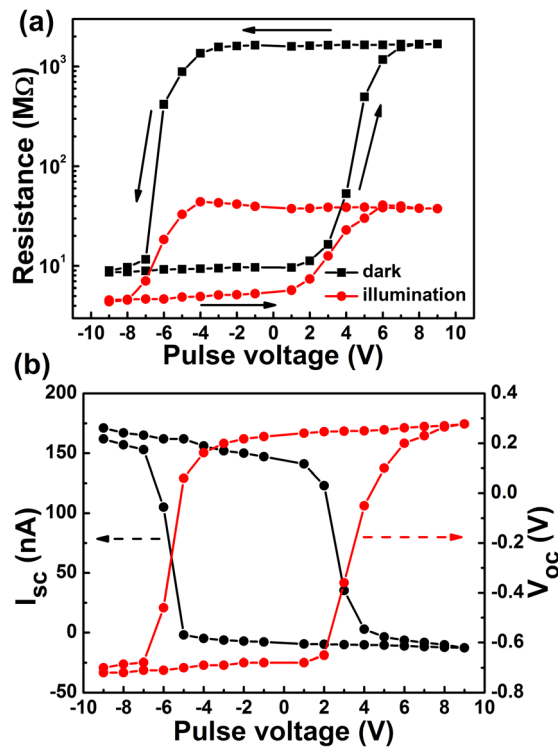 (a)
Resistance (MΩ)
10³
10²
10¹
dark
illumination
-10 -8 -6 -4 -2 0 2 4 6 8 10
Pulse voltage (V)
(b)
I_sc (nA)
200
150
100
50
0
-50
V_oc (V)
0.4
0.2
0.0
-0.2
-0.4
-0.6
-0.8
-10 -8 -6 -4 -2 0 2 4 6 8 10
Pulse voltage (V)